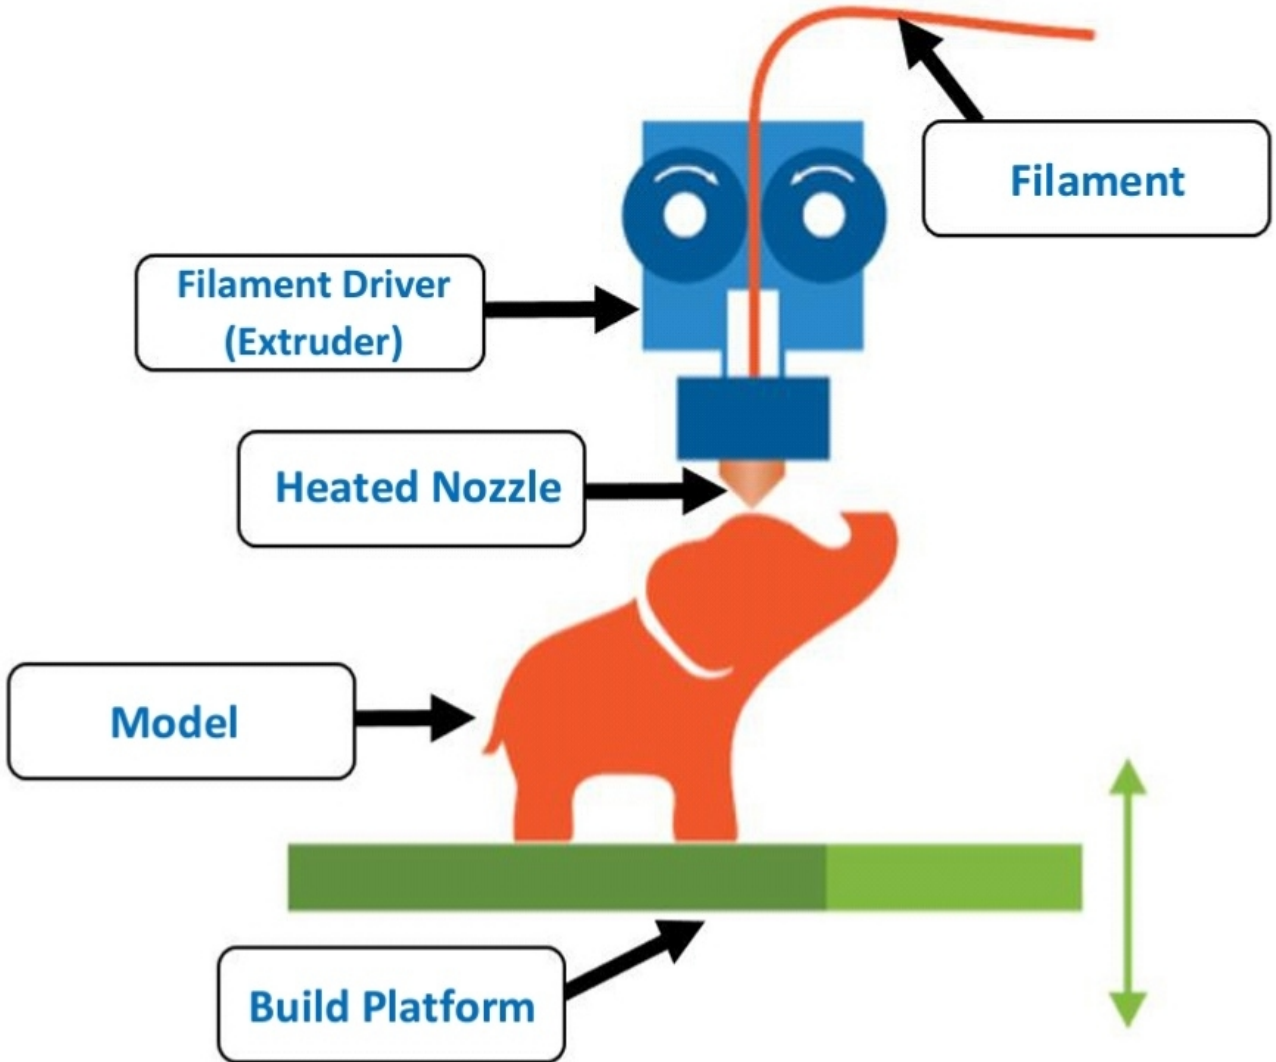 Filament
Filament Driver
(Extruder)
Heated Nozzle
Model
Build Platform